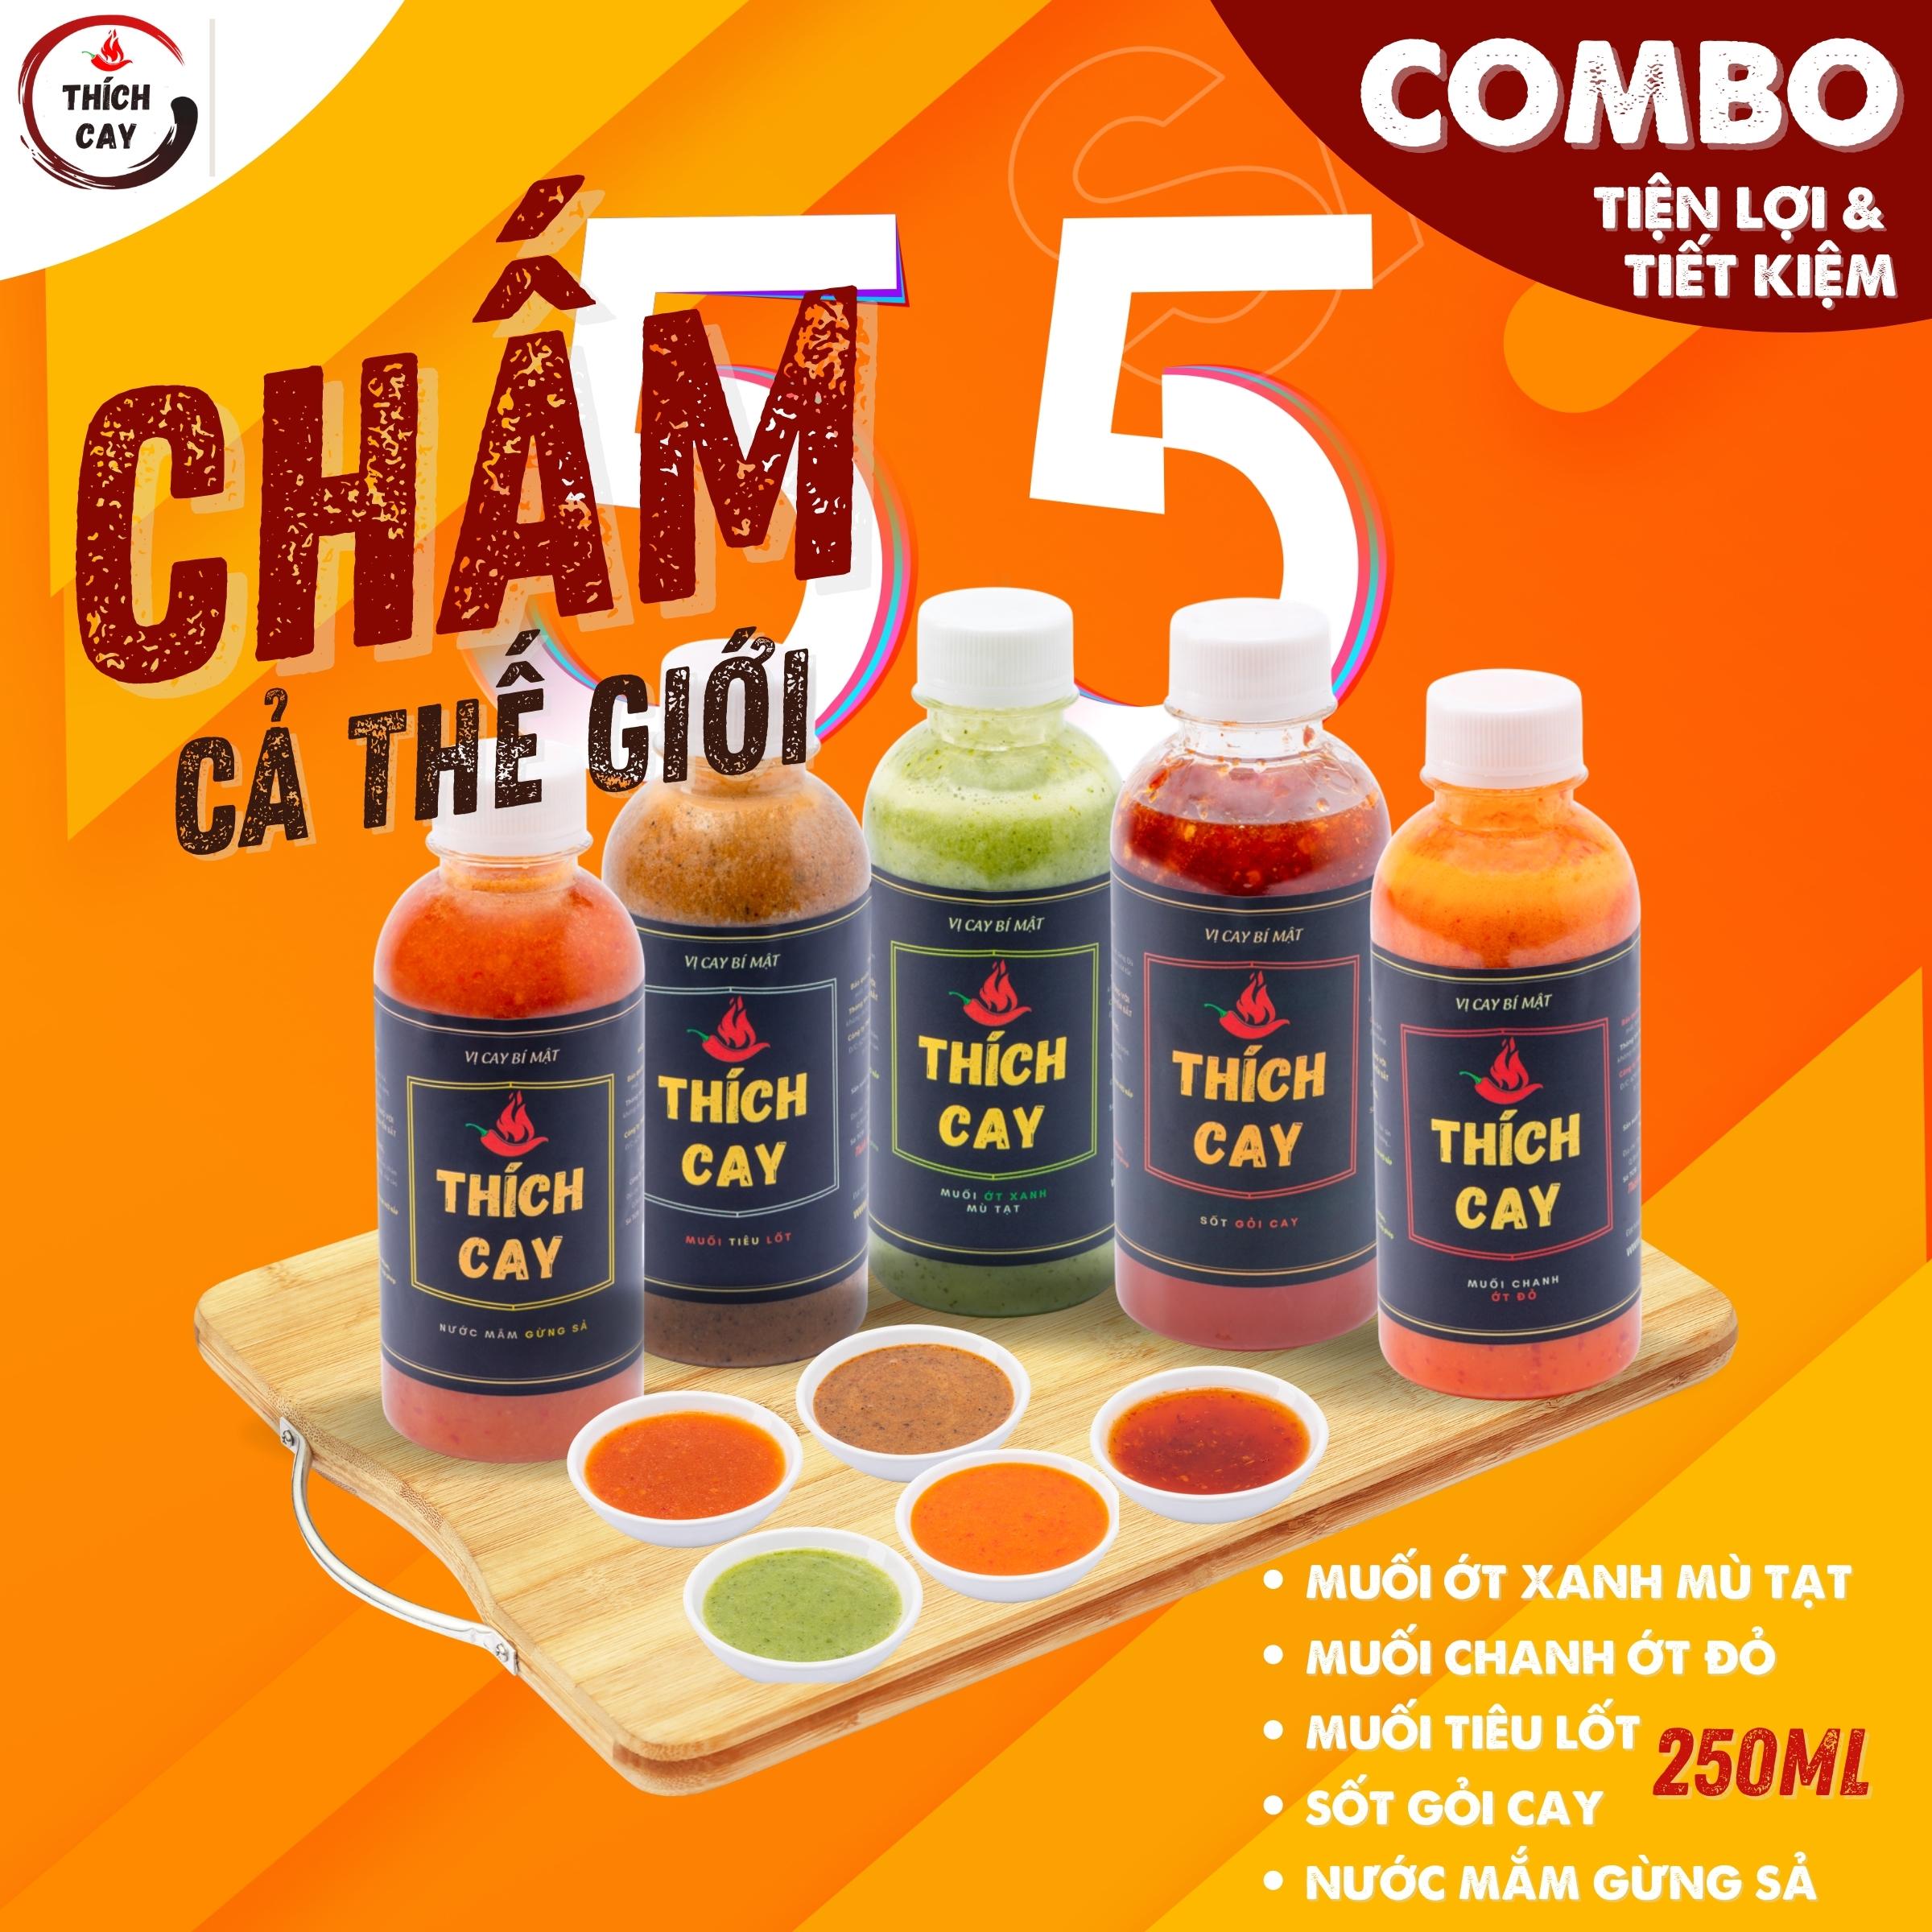 THÍCH
CAY
COMBO
TIỆN LỢI &
TIẾT KIỆM
5 5
CHẤM
CẢ THẾ GIỚI
VỊ CAY BÍ MẬT
THÍCH
CAY
NƯỚC MẮM GỪNG SẢ
VỊ CAY BÍ MẬT
THÍCH
CAY
MUỐI TIÊU LỐT
VỊ CAY BÍ MẬT
THÍCH
CAY
MUỐI ỚT XANH
MÙ TẠT
VỊ CAY BÍ MẬT
THÍCH
CAY
SỐT GỎI CAY
VỊ CAY BÍ MẬT
THÍCH
CAY
MUỐI CHANH
ỚT ĐỎ
• MUỐI ỚT XANH MÙ TẠT
• MUỐI CHANH ỚT ĐỎ
• MUỐI TIÊU LỐT
250ML
• SỐT GỎI CAY
• NƯỚC MẮM GỪNG SẢ